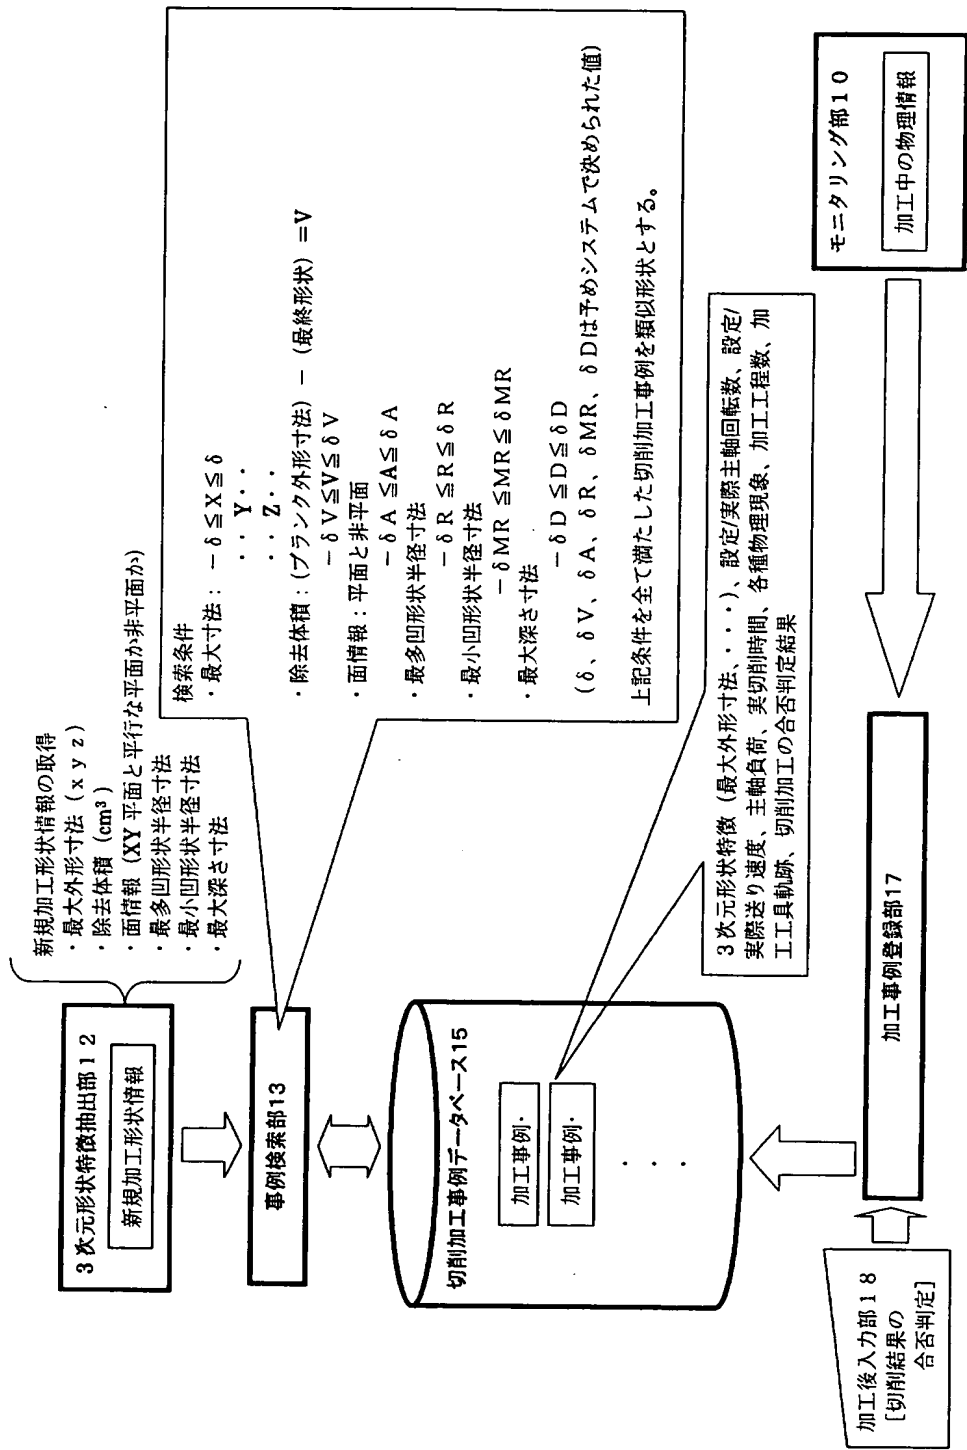 3次元形状特徴抽出部12
新規加工形状情報
新規加工形状情報の取得
・最大外形寸法(x y z)
・除去体積(cm³)
・面情報(XY平面と平行な平面か非平面か)
・最多凹形状半径寸法
・最小凹形状半径寸法
・最大深さ寸法
事例検索部13
検索条件
・最大寸法:-δ≦X≦δ
・・Y・・
・・Z・・
・除去体積:(ブランク外形寸法)-(最終形状)=V
-δV≦V≦δV
・面情報:平面と非平面
-δA≦A≦δA
・最多凹形状半径寸法
-δR≦R≦δR
・最小凹形状半径寸法
-δMR≦MR≦δMR
・最大深さ寸法
-δD≦D≦δD
(δ、δV、δA、δR、δMR、δDは予めシステムで決められた値)
上記条件を全て満たした切削加工事例を類似形状とする。
切削加工事例データベース15
加工事例・
加工事例・
・・・
3次元形状特徴(最大外形寸法、・・・)、設定/実際主軸回転数、設定/
実際送り速度、主軸負荷、実切削時間、各種物理現象、加工工程数、加
工工具軌跡、切削加工の合否判定結果
加工後入力部18
[切削結果の
合否判定]
加工事例登録部17
モニタリング部10
加工中の物理情報